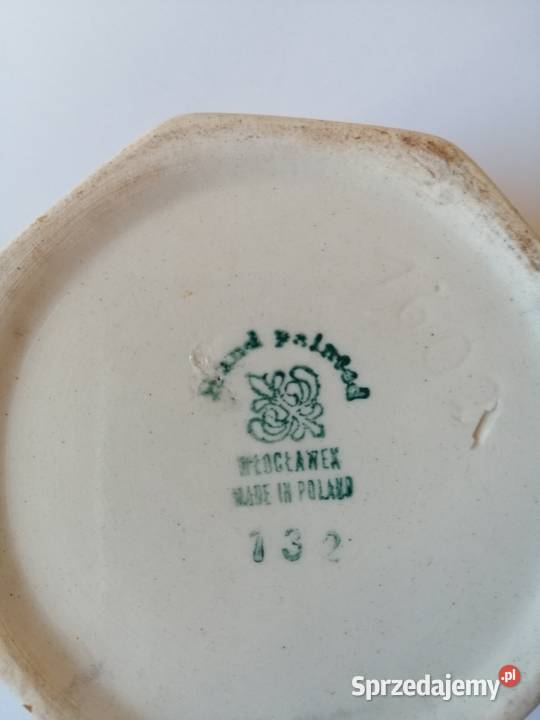 Hand painted
WŁOCŁAWEK
MADE IN POLAND
132
Sprzedajemy.pl